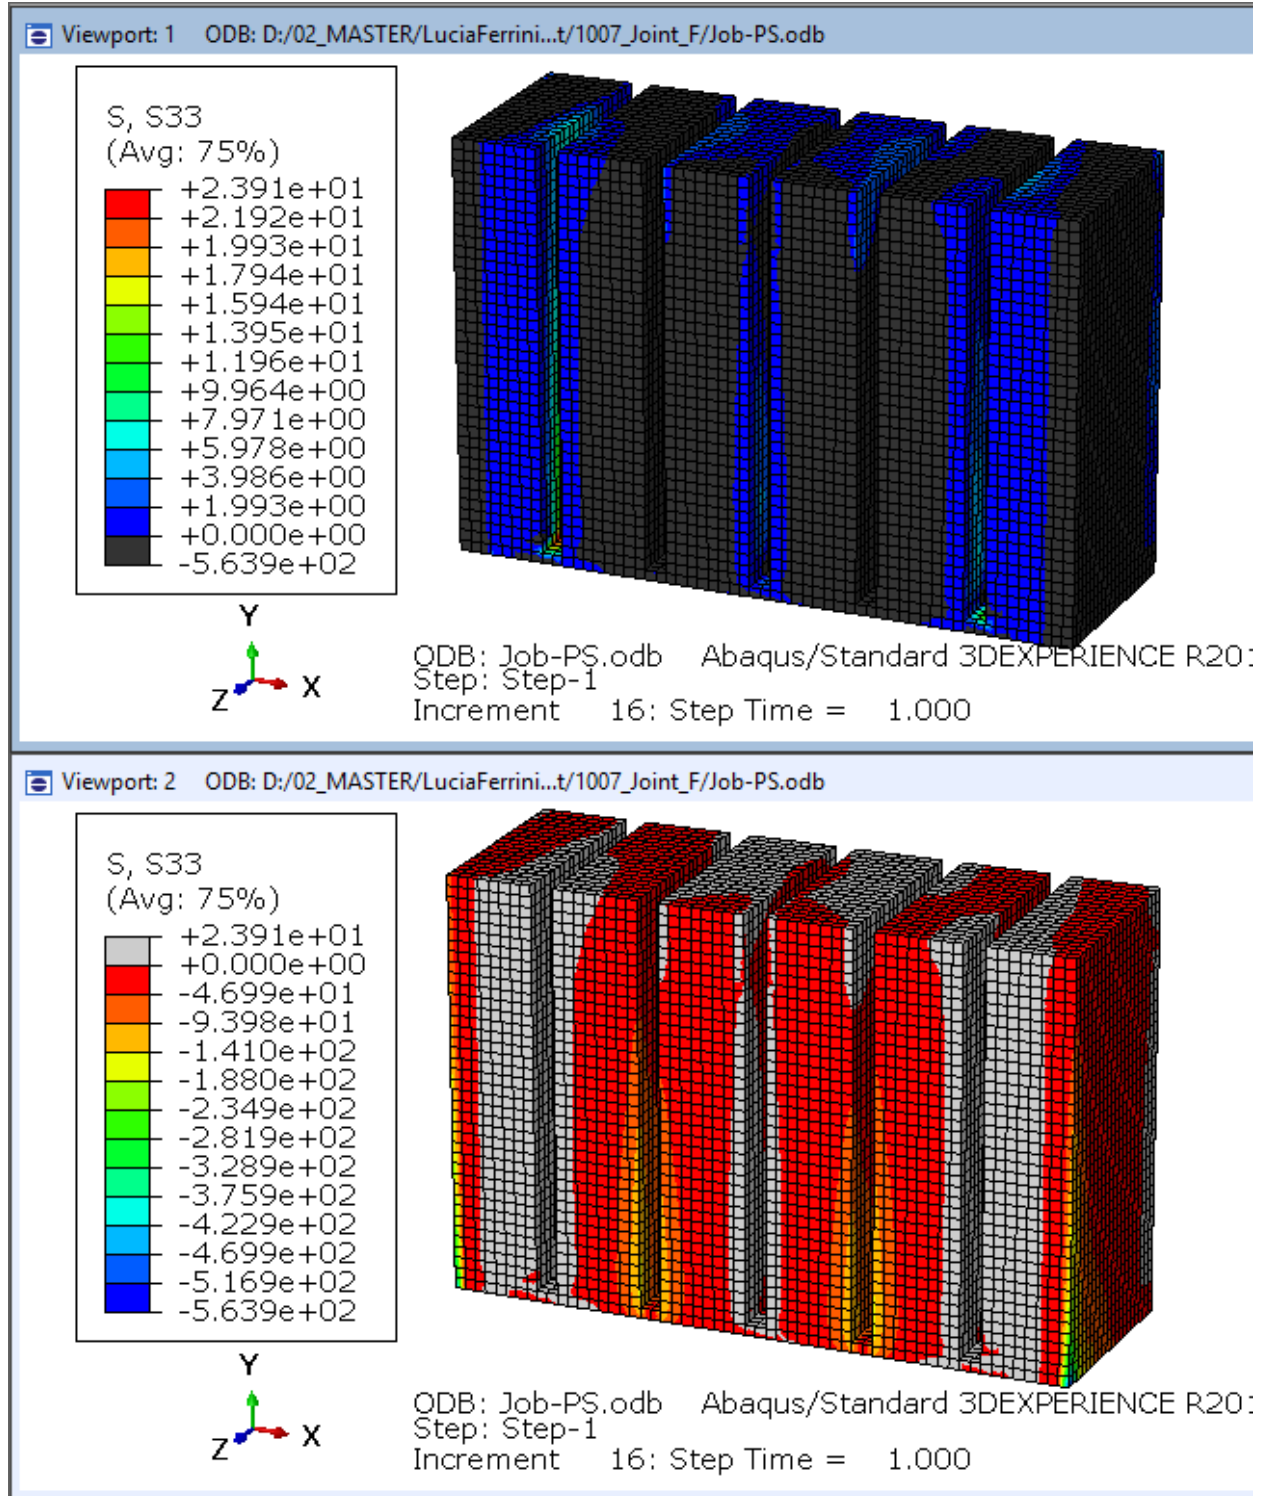 Viewport: 1 ODB: D:/02_MASTER/LuciaFerrini...t/1007_Joint_F/Job-PS.odb
S, S33
(Avg: 75%)
+2.391e+01
+2.192e+01
+1.993e+01
+1.794e+01
+1.594e+01
+1.395e+01
+1.196e+01
+9.964e+00
+7.971e+00
+5.978e+00
+3.986e+00
+1.993e+00
+0.000e+00
-5.639e+02
Y
Z X
ODB: Job-PS.odb Abaqus/Standard 3DEXPERIENCE R201
Step: Step-1
Increment 16: Step Time = 1.000
Viewport: 2 ODB: D:/02_MASTER/LuciaFerrini...t/1007_Joint_F/Job-PS.odb
S, S33
(Avg: 75%)
+2.391e+01
+0.000e+00
-4.699e+01
-9.398e+01
-1.410e+02
-1.880e+02
-2.349e+02
-2.819e+02
-3.289e+02
-3.759e+02
-4.229e+02
-4.699e+02
-5.169e+02
-5.639e+02
Y
Z X
ODB: Job-PS.odb Abaqus/Standard 3DEXPERIENCE R201
Step: Step-1
Increment 16: Step Time = 1.000